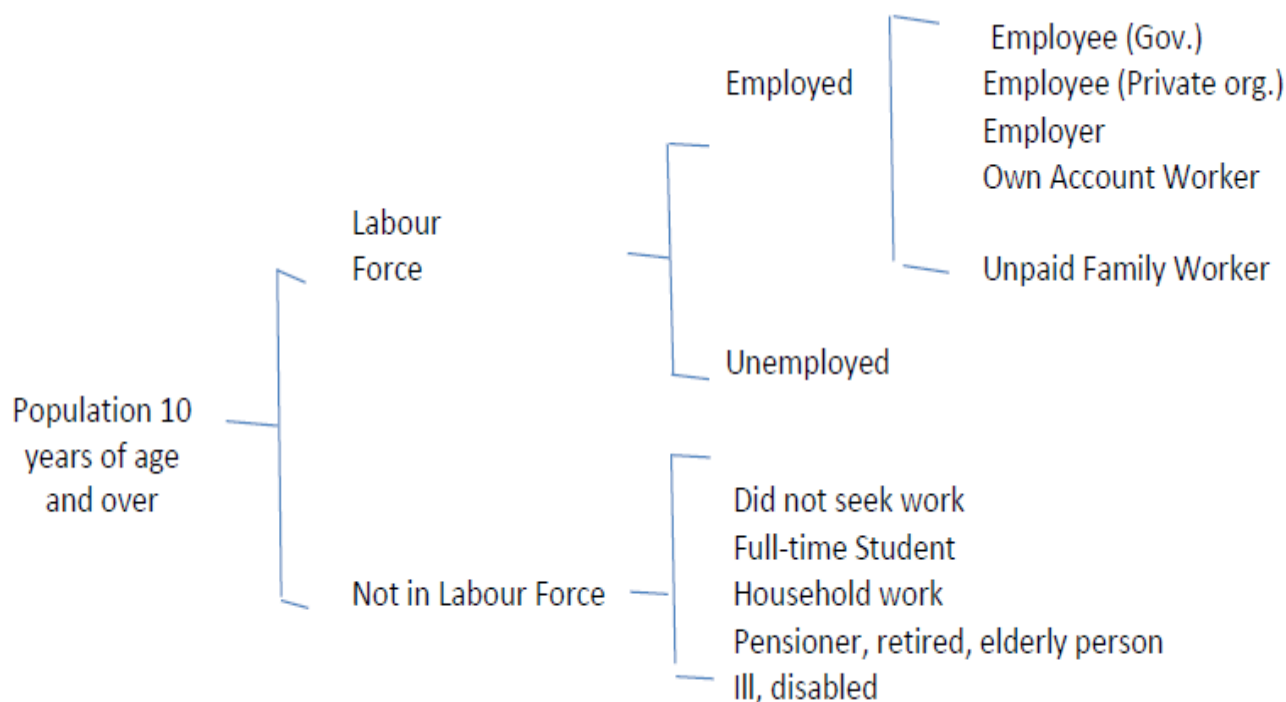 Employee (Gov.)
Employed
Employee (Private org.)
Employer
Own Account Worker
Labour
Force
Unpaid Family Worker
Unemployed
Population 10
years of age
and over
Did not seek work
Full-time Student
Not in Labour Force
Household work
Pensioner, retired, elderly person
Ill, disabled